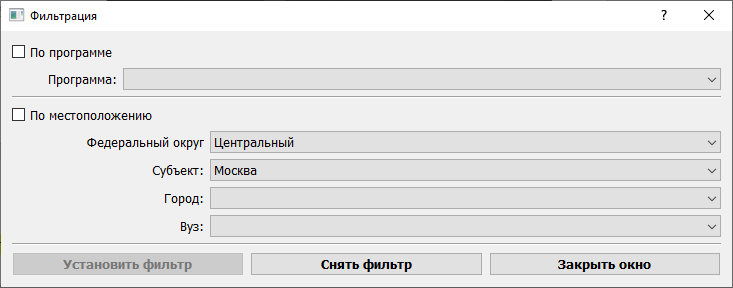 Фильтрация
По программе
Программа:
По местоположению
Федеральный округ Центральный
Субъект: Москва
Город:
Вуз:
Установить фильтр Снять фильтр Закрыть окно